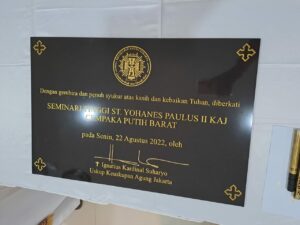 Dengan gembira dan penuh syukur atas kasih dan kebaikan Tuhan, diberkati
SEMINARI TINGGI ST. YOHANES PAULUS II KAJ
CEMPAKA PUTIH BARAT
pada Senin, 22 Agustus 2022, oleh
† Ignatius Kardinal Suharyo
Uskup Keuskupan Agung Jakarta